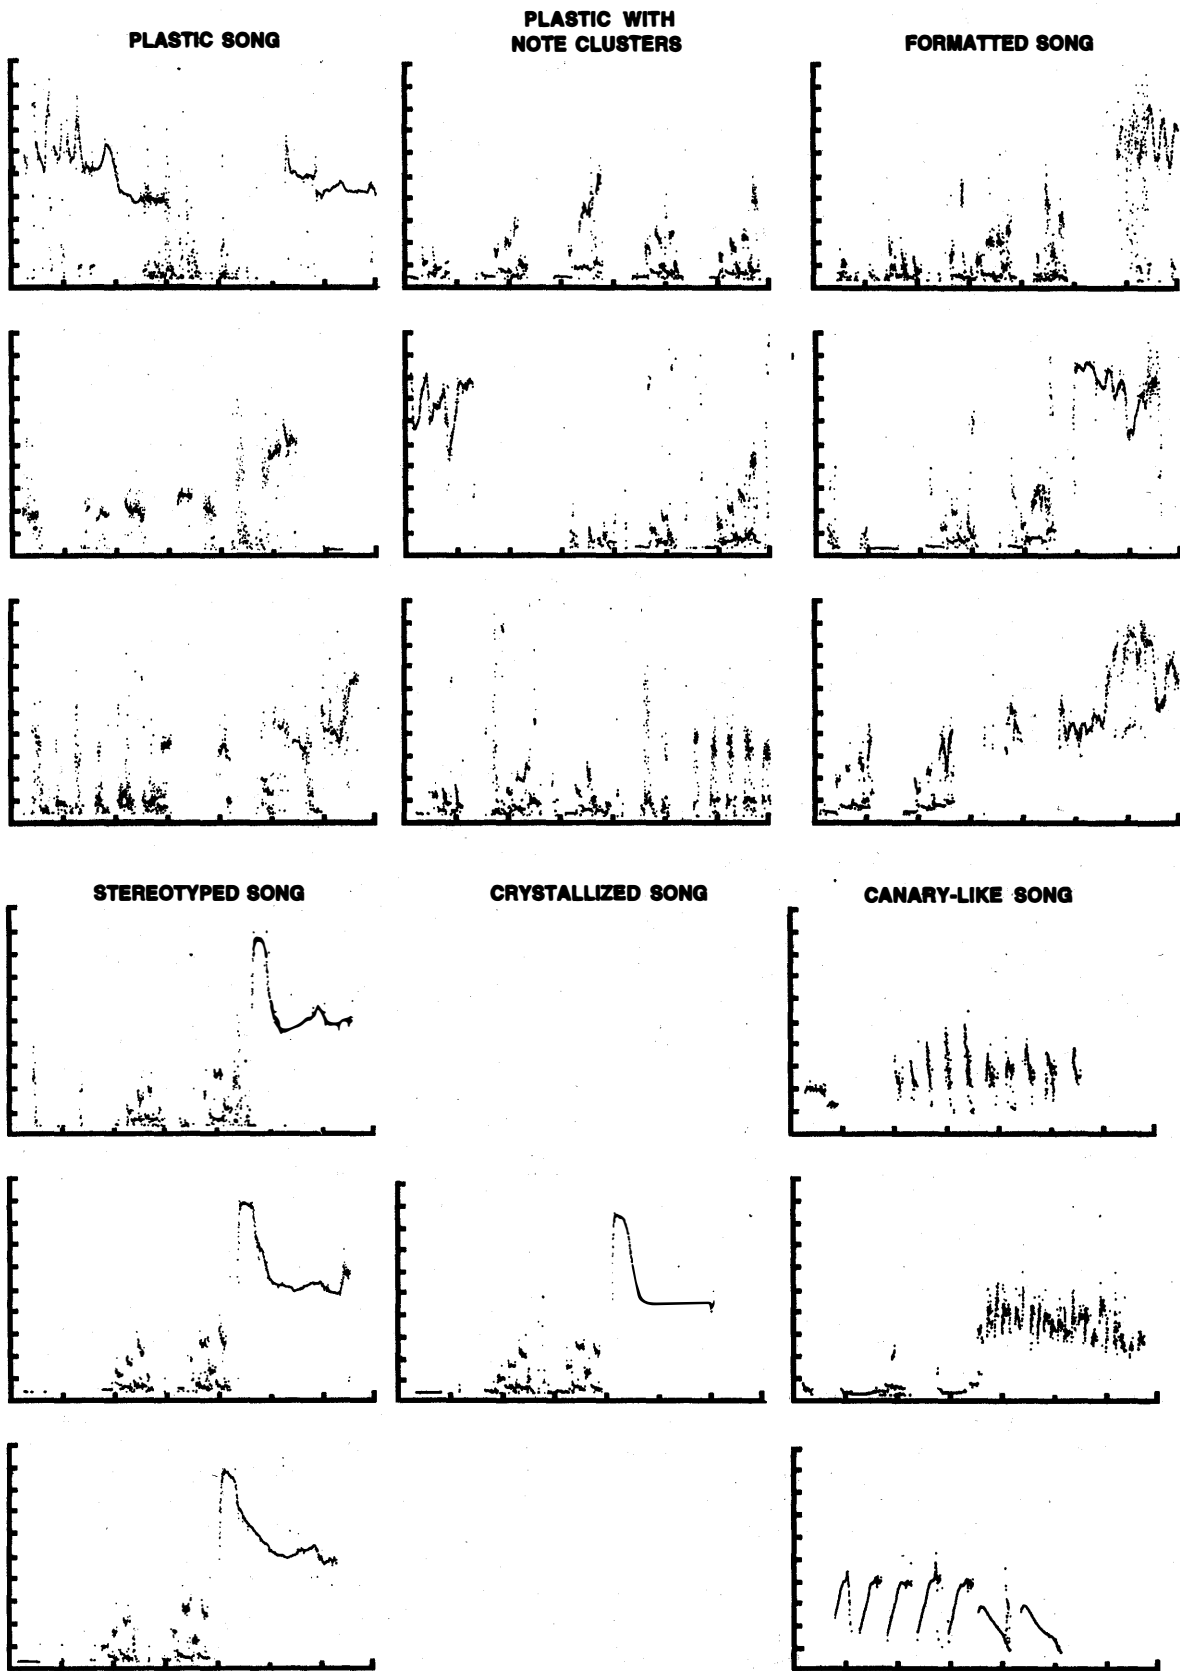 PLASTIC SONG
PLASTIC WITH
NOTE CLUSTERS
FORMATTED SONG
STEREOTYPED SONG
CRYSTALLIZED SONG
CANARY-LIKE SONG